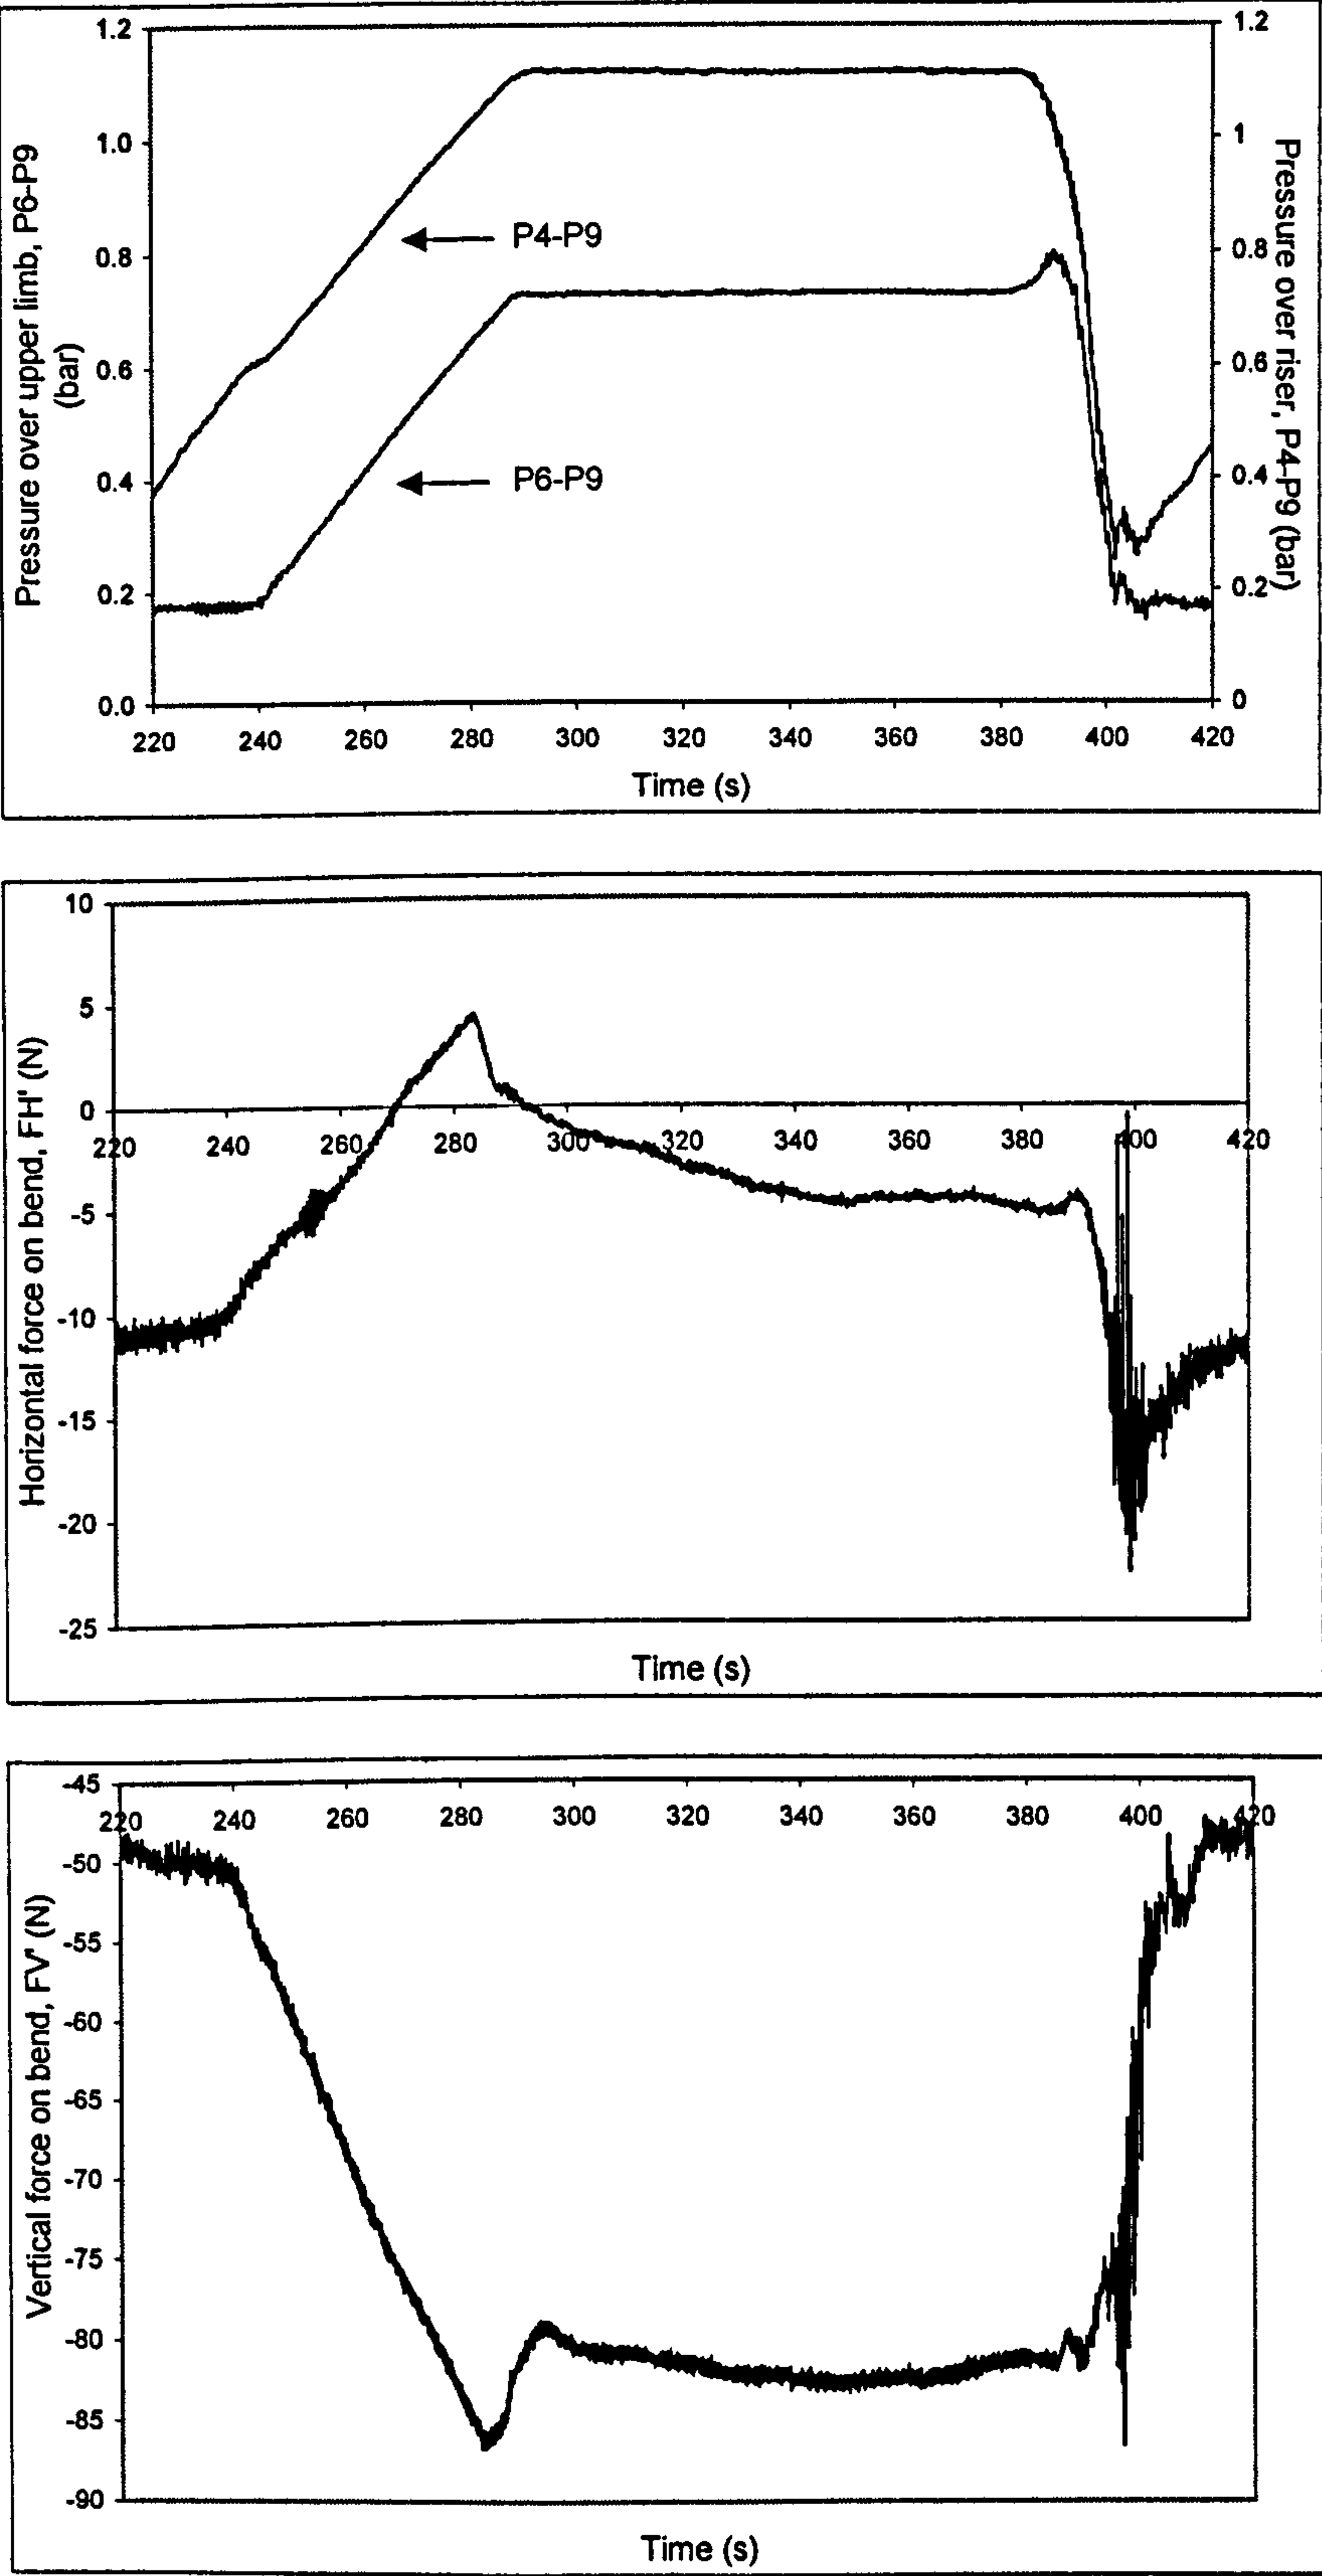 Pressure over upper limb, P6-P9
(bar)
1.2
1.0
0.8
0.6
0.4
0.2
0.0
P4-P9
P6-P9
1.2
1
0.8
0.6
0.4
0.2
0
Pressure over riser, P4-P9 (bar)
220 240 260 280 300 320 340 360 380 400 420
Time (s)
Horizontal force on bend, FH' (N)
10
5
0
-5
-10
-15
-20
-25
220 240 260 280 300 320 340 360 380 400 420
Time (s)
Vertical force on bend, FV' (N)
-45
-50
-55
-60
-65
-70
-75
-80
-85
-90
220 240 260 280 300 320 340 360 380 400 420
Time (s)